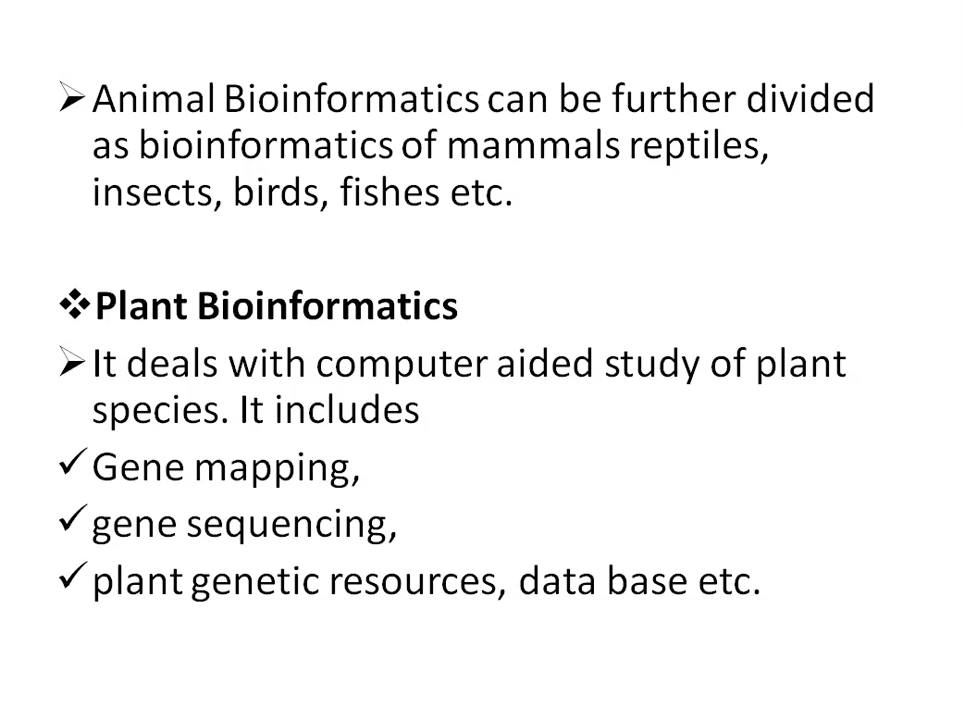 Animal Bioinformatics can be further divided
as bioinformatics of mammals reptiles,
insects, birds, fishes etc.
Plant Bioinformatics
It deals with computer aided study of plant
species. It includes
Gene mapping,
gene sequencing,
plant genetic resources, data base etc.